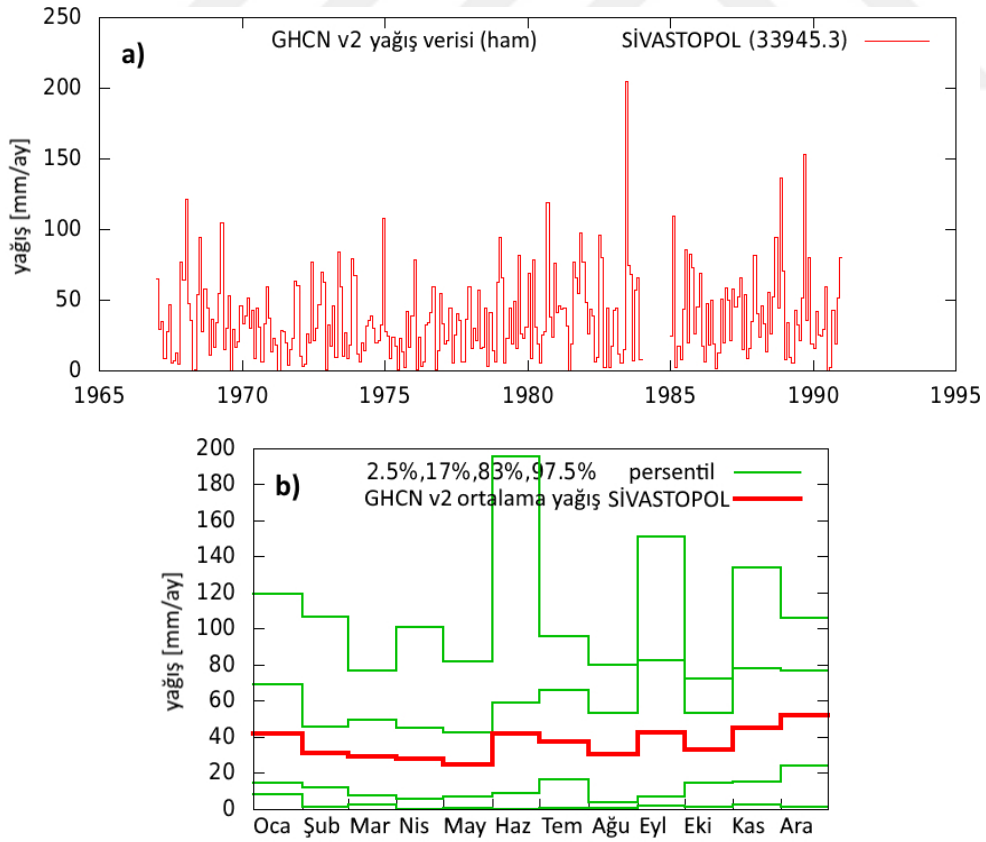 250
a)
GHCN v2 yağış verisi (ham)
SİVASTOPOL (33945.3)
200
150
100
50
0
yağış [mm/ay]
1965 1970 1975 1980 1985 1990 1995
200
b)
2.5%,17%,83%,97.5% persentil
180
GHCN v2 ortalama yağış SİVASTOPOL
160
140
120
100
80
60
40
20
0
yağış [mm/ay]
Oca Şub Mar Nis May Haz Tem Ağu Eyl Eki Kas Ara